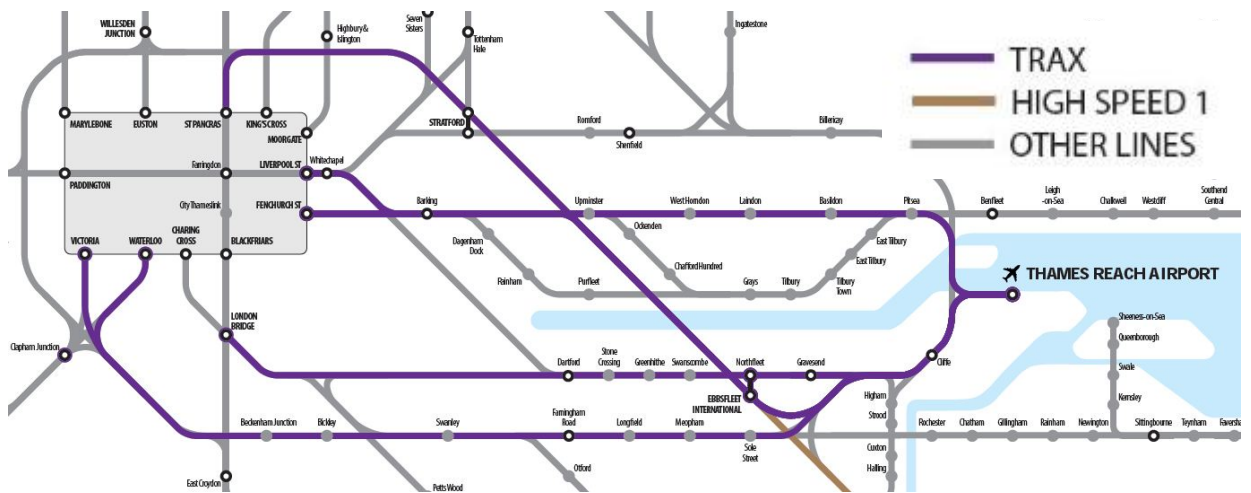 WILLESDEN
JUNCTION
Highbury &
Islington
Seven
Sisters
Tottenham
Hale
Ingatestone
TRAX
HIGH SPEED 1
OTHER LINES
MARYLEBONE
EUSTON
ST PANCRAS
KING'S CROSS
MOORGATE
STRATFORD
Romford
Shenfield
Billericay
Farringdon
LIVERPOOL ST
Whitechapel
PADDINGTON
City Thameslink
FENCHURCH ST
Barking
Upminster
West Horndon
Laindon
Basildon
Pitsea
Benfleet
Leigh
-on-Sea
Chalkwell
Westcliff
Southend
Central
VICTORIA
WATERLOO
CHARING
CROSS
BLACKFRIARS
Dagenham
Dock
Ockenden
East Tilbury
East Tilbury
Rainham
Purfleet
Chafford Hundred
Grays
Tilbury
Tilbury
Town
THAMES REACH AIRPORT
LONDON
BRIDGE
Clapham Junction
Sheerness-on-Sea
Queenborough
Swale
Kemsley
Dartford
Stone
Crossing
Greenhithe
Swanscombe
Northfleet
Gravesend
Cliffe
EBBSFLEET
INTERNATIONAL
Higham
Strood
Beckenham Junction
Bickley
Swanley
Farningham
Road
Longfield
Meopham
Sole
Street
Cuxton
Halling
Rochester
Chatham
Gillingham
Rainham
Newington
Sittingbourne
Teynham
Faversh
East Croydon
Petts Wood
Otford